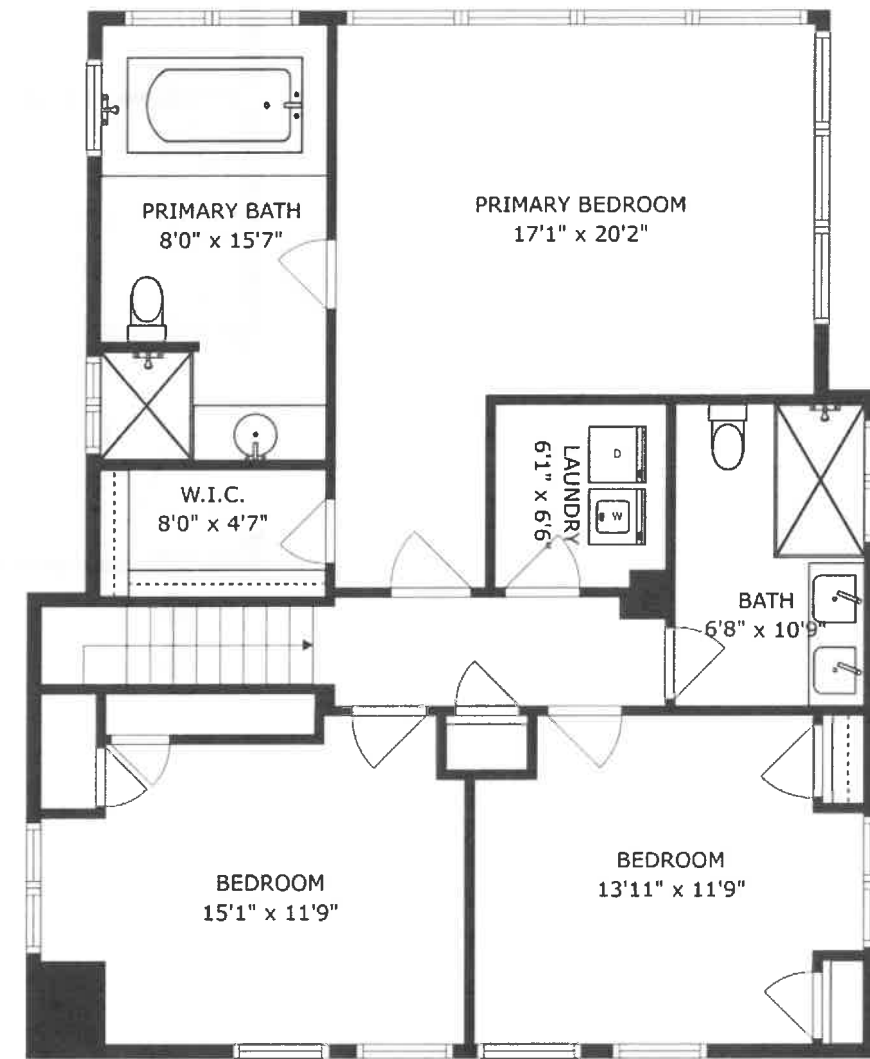 PRIMARY BATH
8'0" x 15'7"
PRIMARY BEDROOM
17'1" x 20'2"
W.I.C.
8'0" x 4'7"
LAUNDRY
6'1" x 6'6"
D
W
BATH
6'8" x 10'9"
BEDROOM
15'1" x 11'9"
BEDROOM
13'11" x 11'9"